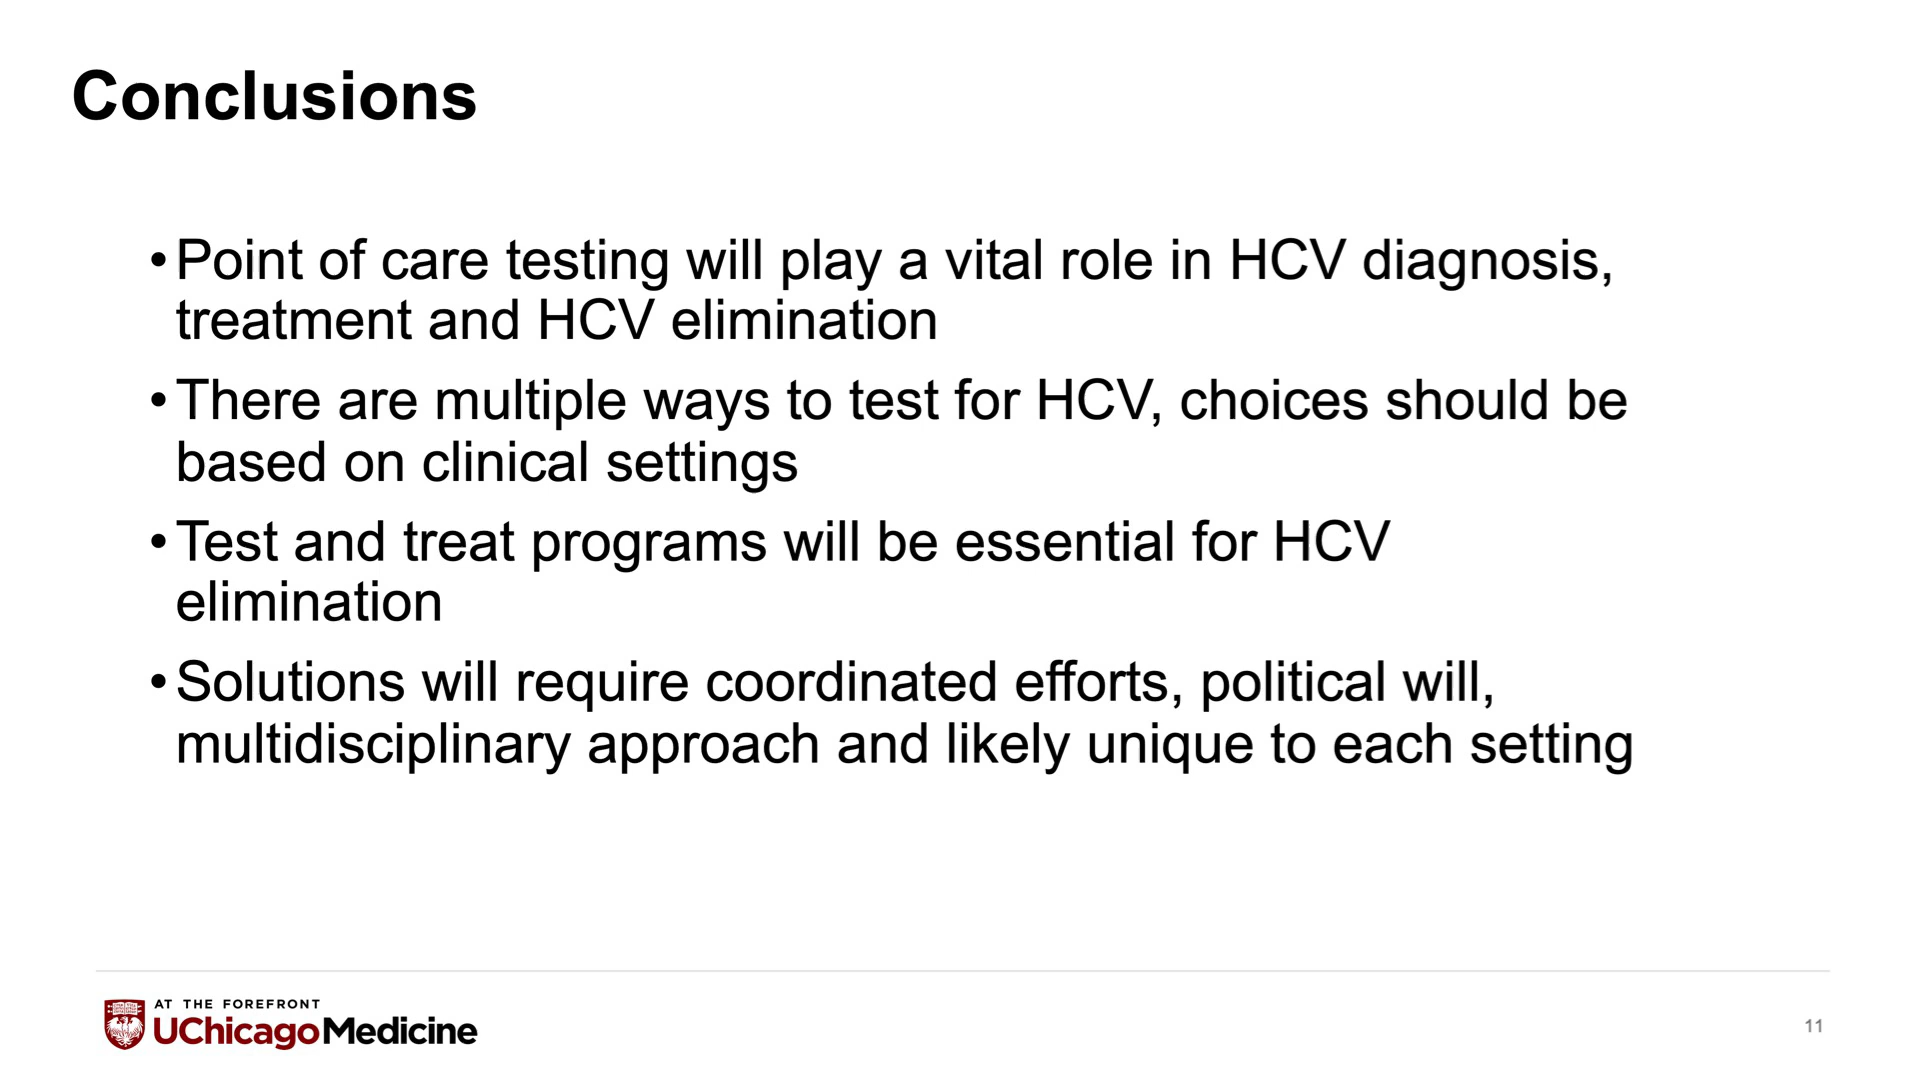 Conclusions
•Point of care testing will play a vital role in HCV diagnosis,
treatment and HCV elimination
•There are multiple ways to test for HCV, choices should be
based on clinical settings
•Test and treat programs will be essential for HCV
elimination
•Solutions will require coordinated efforts, political will,
multidisciplinary approach and likely unique to each setting
AT THE FOREFRONT
UChicagoMedicine
11